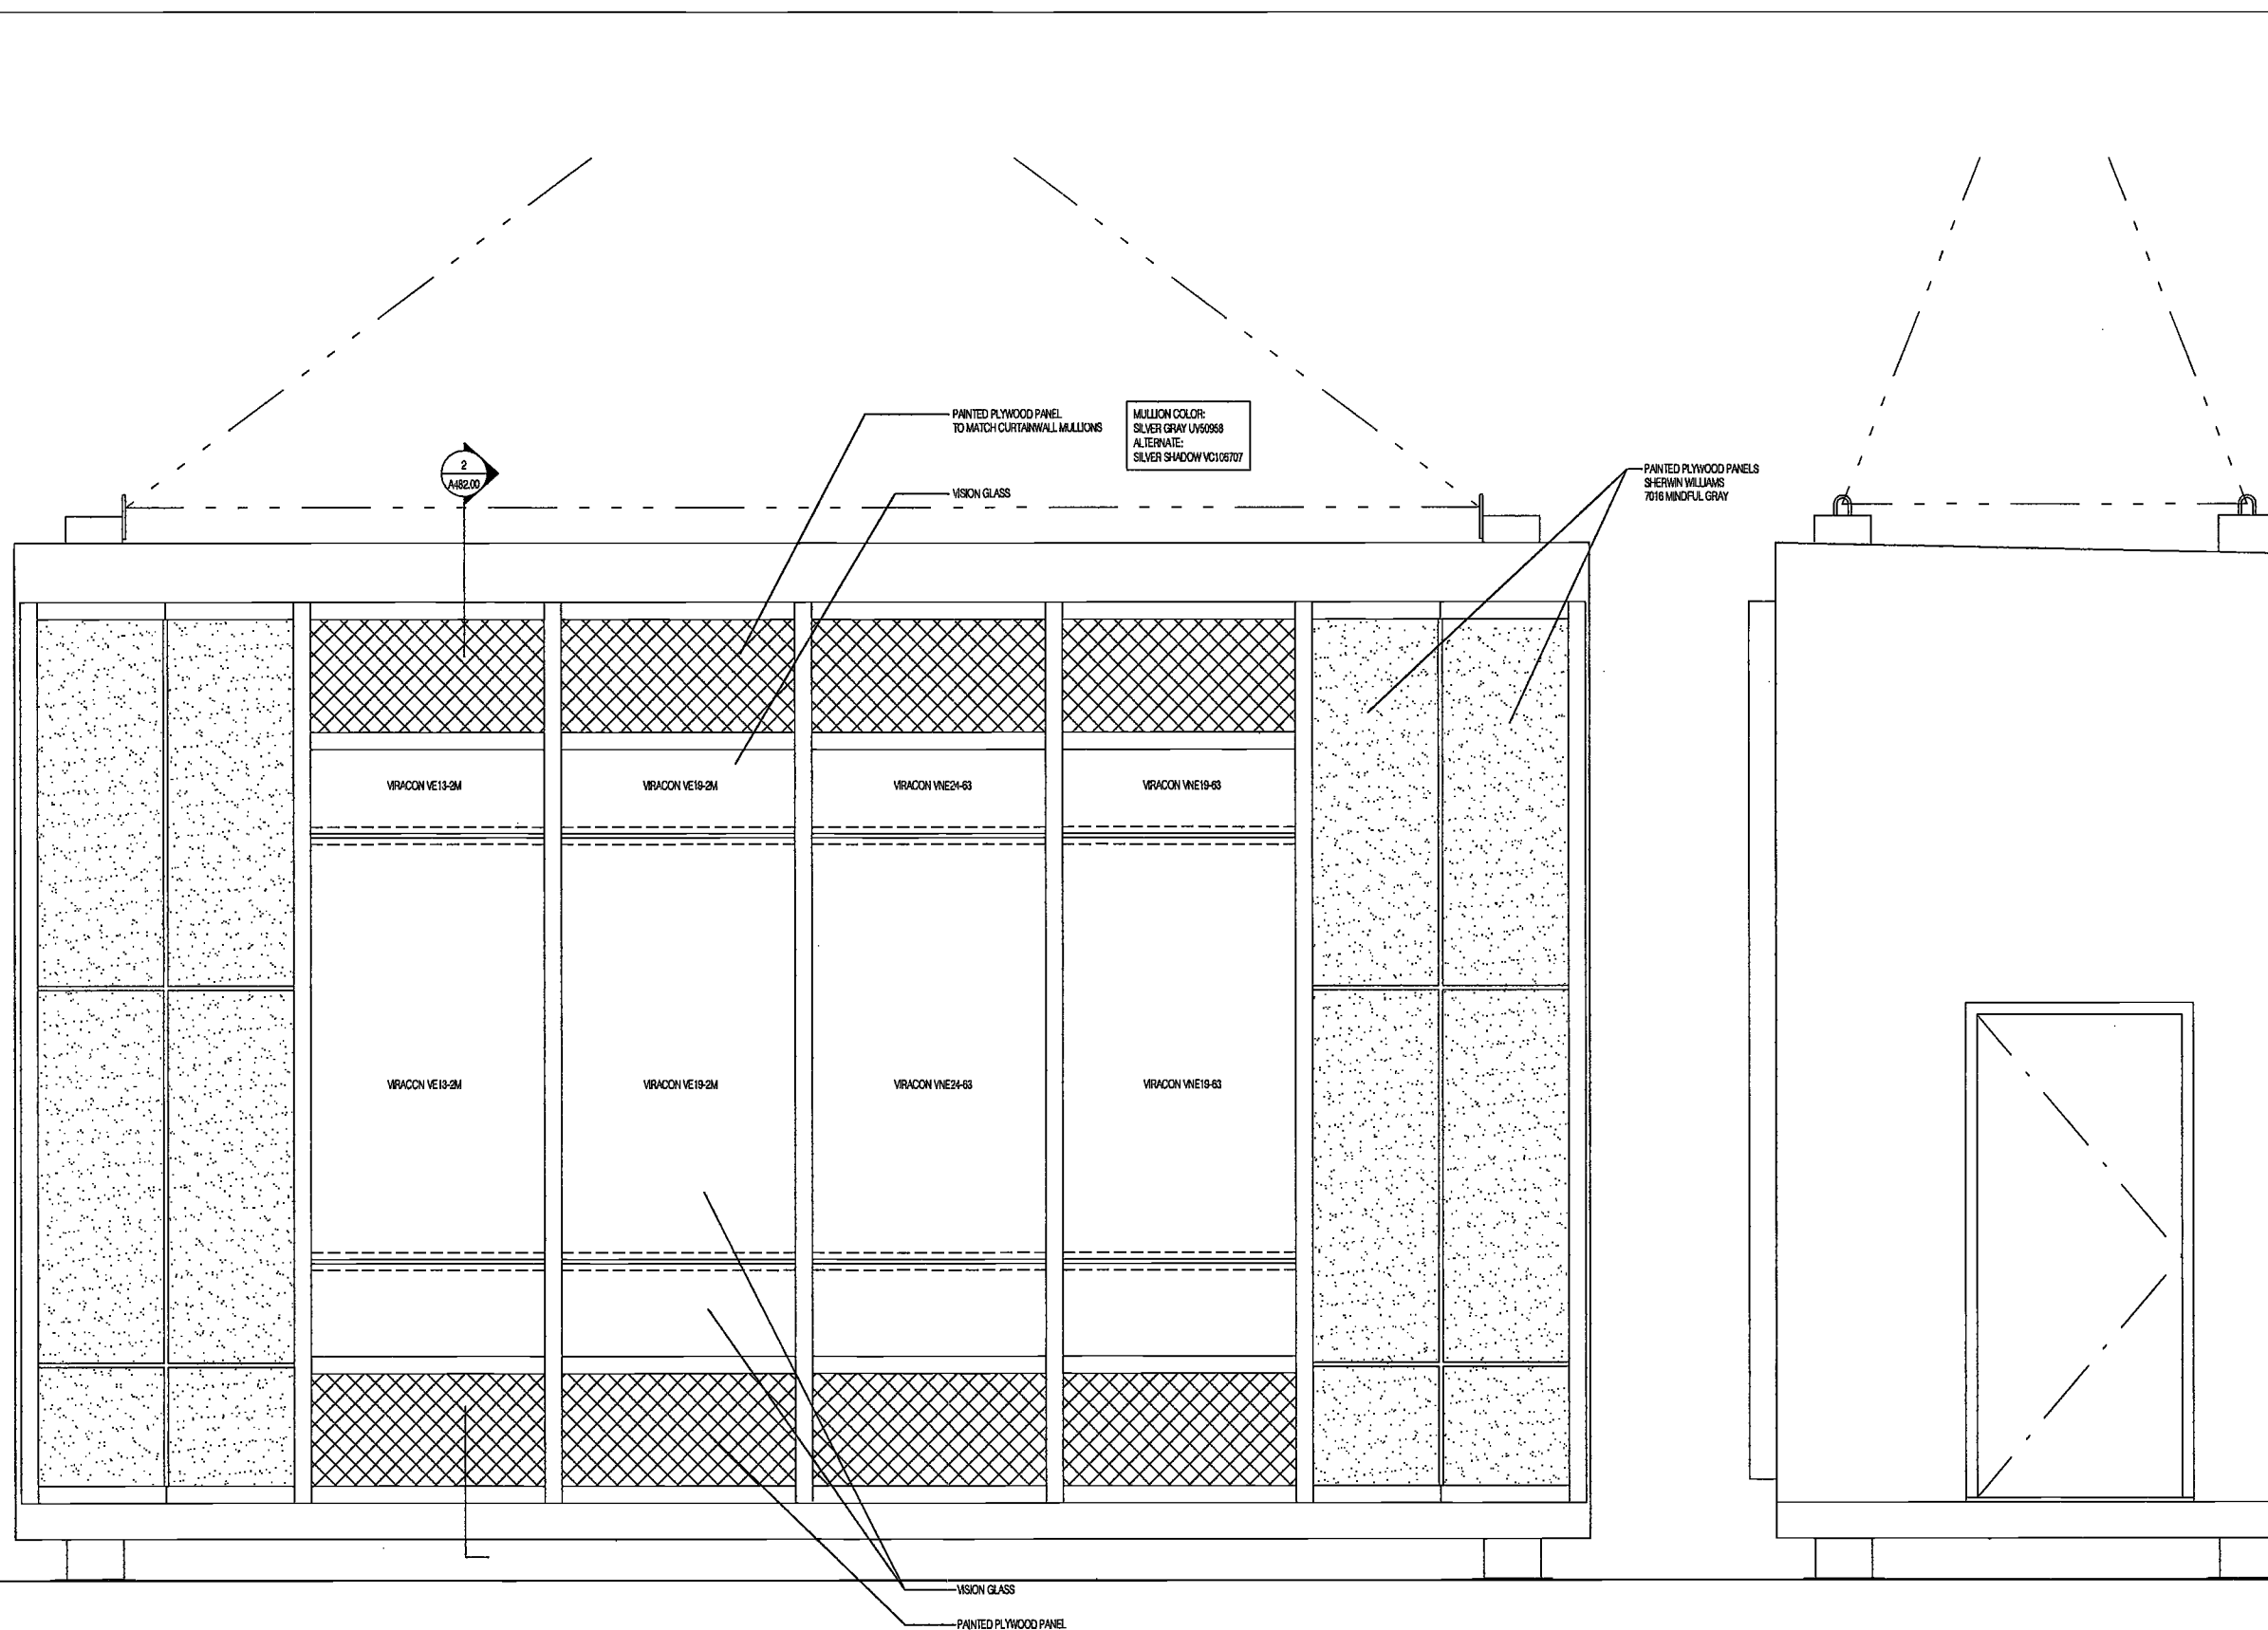 PAINTED PLYWOOD PANEL
TO MATCH CURTAINWALL MULLIONS
MULLION COLOR:
SILVER GRAY UV50958
ALTERNATE:
SILVER SHADOW VC106707
2
A482.00
VISION GLASS
PAINTED PLYWOOD PANELS
SHERWIN WILLIAMS
7016 MINDFUL GRAY
VIRACON VE13-2M
VIRACON VE19-2M
VIRACON VNE24-63
VIRACON VNE19-63
VIRACON VE13-2M
VIRACON VE19-2M
VIRACON VNE24-63
VIRACON VNE19-63
VISION GLASS
PAINTED PLYWOOD PANEL